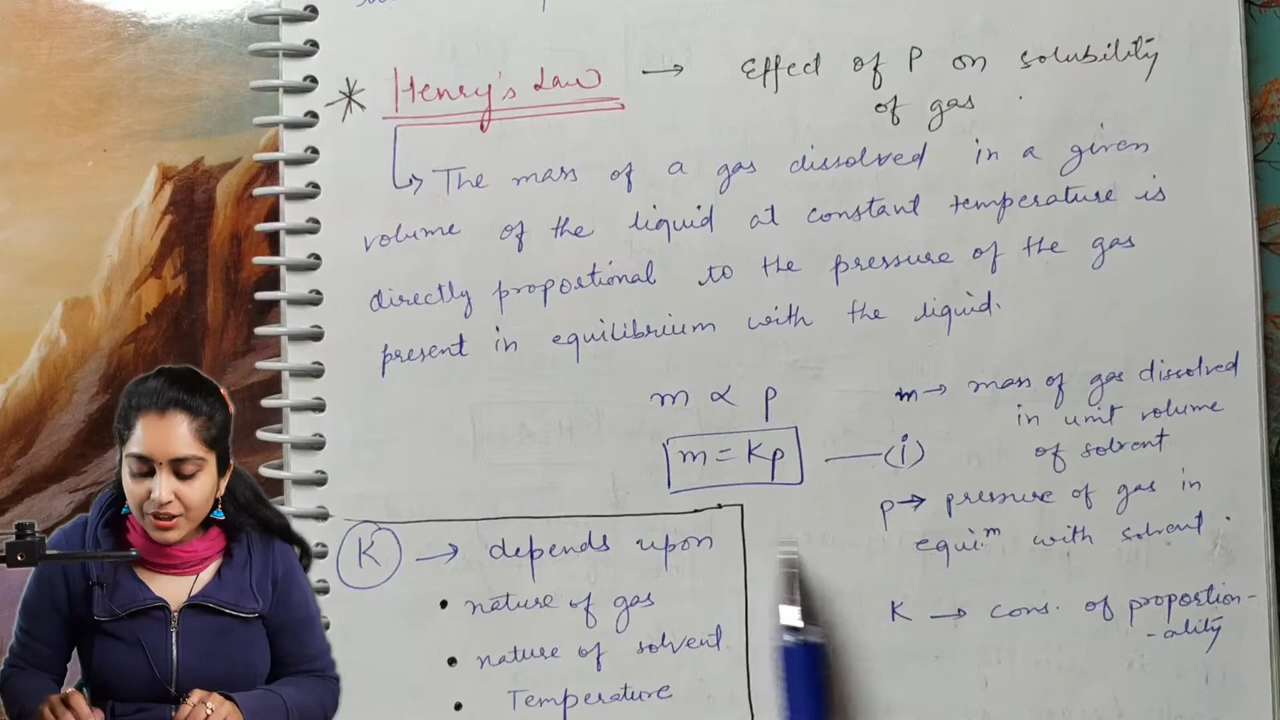 * Henry's Law → Effect of P on solubility
of gas.
↳ The mass of a gas dissolved in a given
volume of the liquid at constant temperature is
directly proportional to the pressure of the gas
present in equilibrium with the liquid.
m ∝ p
m = Kp —(i)
m → mass of gas dissolved
in unit volume
of solvent
p → pressure of gas in
equiᵐ with solvent.
K → cons. of proportion-
-ality
K → depends upon
• nature of gas
• nature of solvent
• Temperature